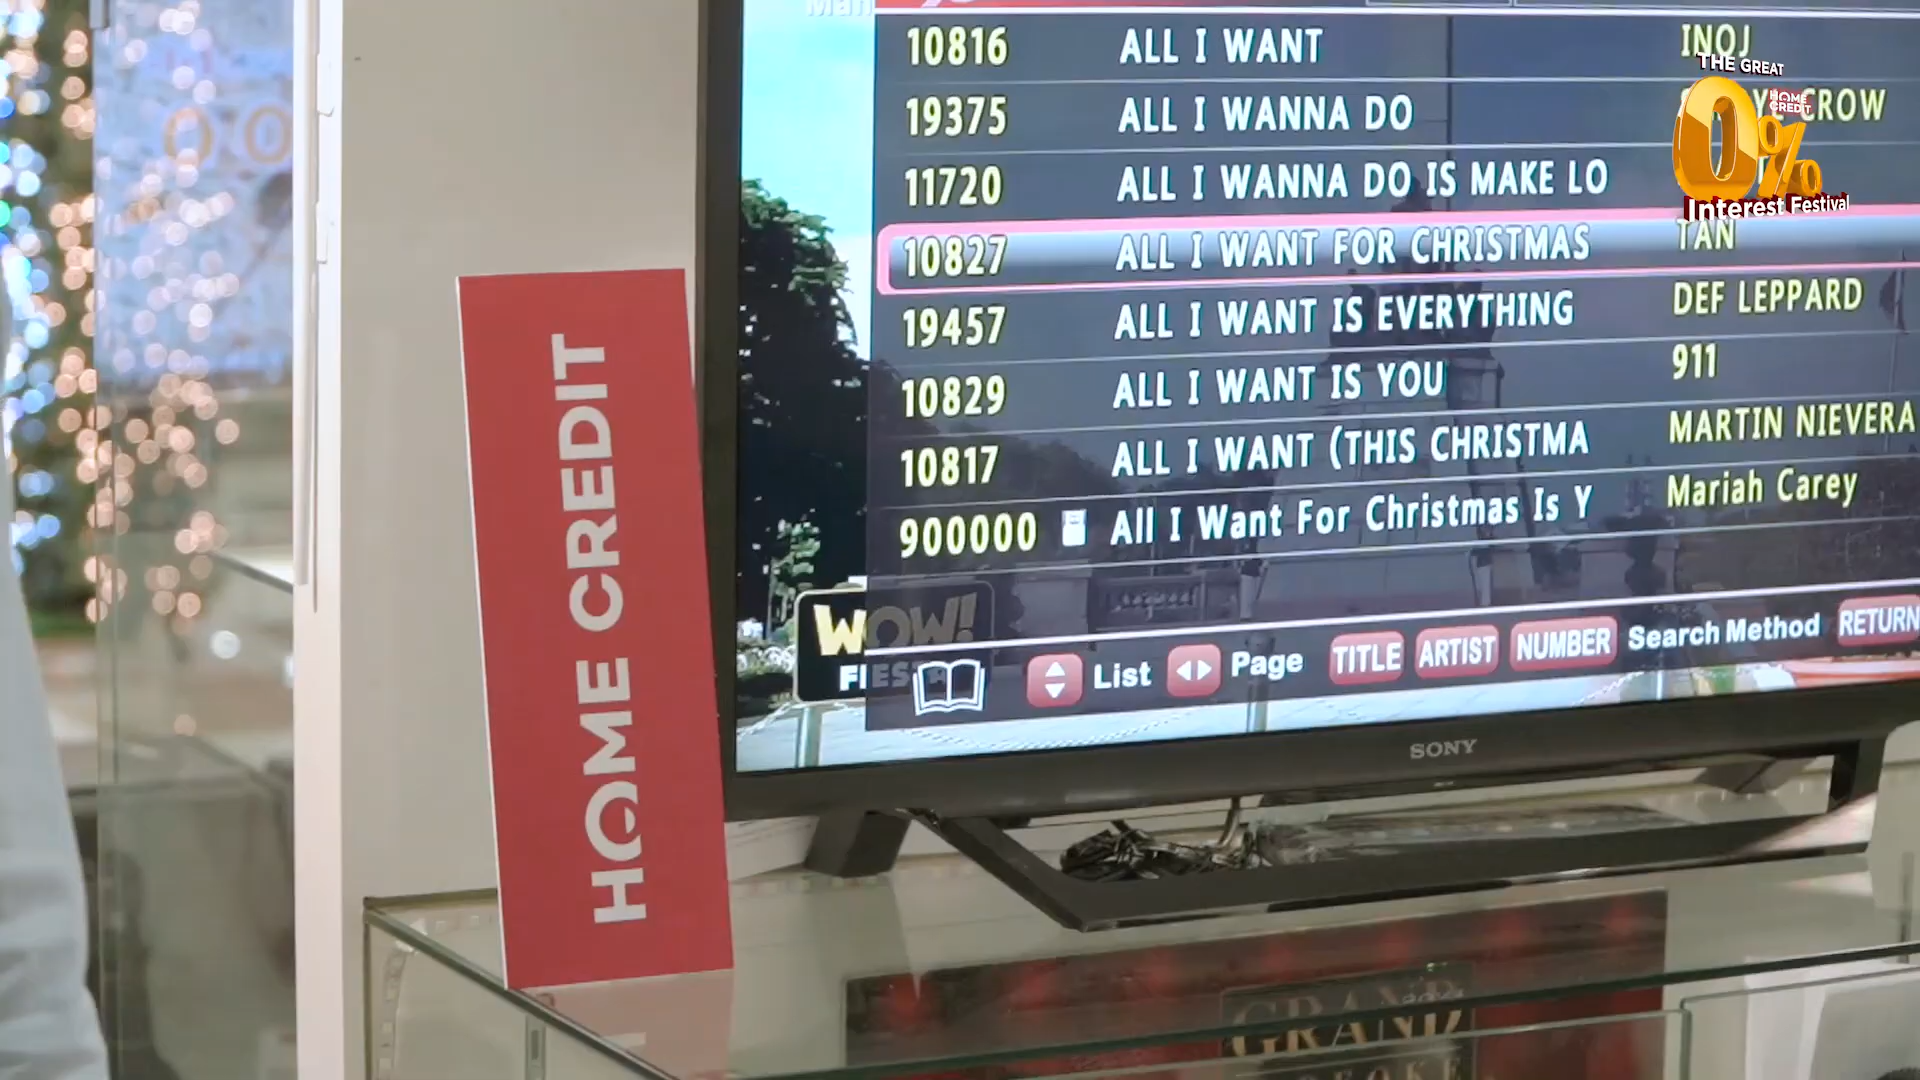 10816 ALL I WANT INOJ
19375 ALL I WANNA DO CROW
11720 ALL I WANNA DO IS MAKE LO
10827 ALL I WANT FOR CHRISTMAS TAN
19457 ALL I WANT IS EVERYTHING DEF LEPPARD
10829 ALL I WANT IS YOU 911
10817 ALL I WANT (THIS CHRISTMA MARTIN NIEVERA
900000 All I Want For Christmas Is Y Mariah Carey
List Page TITLE ARTIST NUMBER Search Method RETURN
WOW!
FIES
SONY
HOME CREDIT
THE GREAT
HOME CREDIT
0%
Interest Festival
GRAND